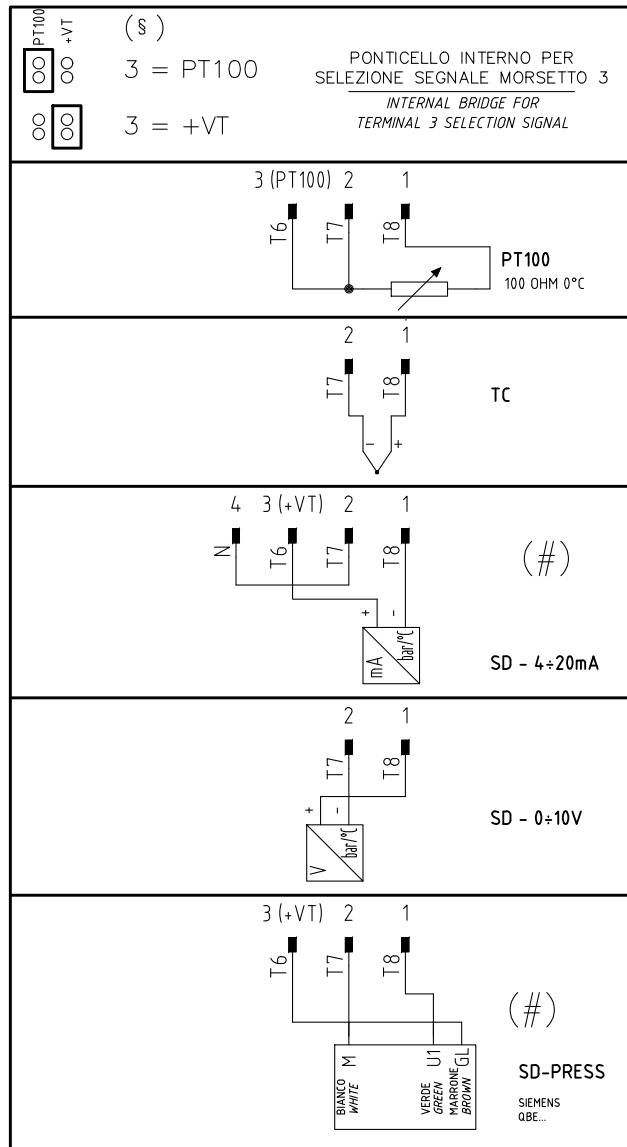 PT100
+VT
(§)
3 = PT100
3 = +VT
PONTICELLO INTERNO PER
SELEZIONE SEGNALE MORSETTO 3
INTERNAL BRIDGE FOR
TERMINAL 3 SELECTION SIGNAL
3 (PT100) 2 1
T6 T7 T8
PT100
100 OHM 0°C
2 1
T7 T8
TC
- +
4 3 (+VT) 2 1
N T6 T7 T8
(#)
+ -
mA bar/°C
SD - 4÷20mA
2 1
T7 T8
+ -
V bar/°C
SD - 0÷10V
3 (+VT) 2 1
T6 T7 T8
(#)
M U1 GL
BIANCO
WHITE
VERDE
GREEN
MARRONE
BROWN
SD-PRESS
SIEMENS
QBE...